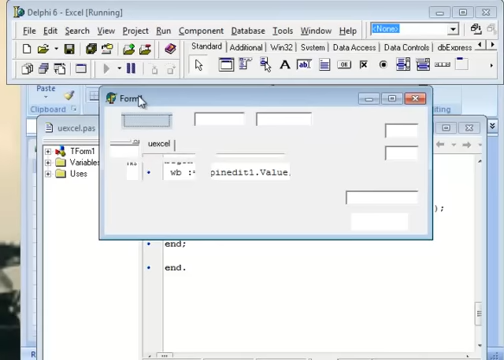 Delphi 6 - Excel [Running]
File Edit Search View Project Run Component Database Tools Window Help
<None>
Standard Additional Win32 System Data Access Data Controls dbExpress
Paste
Clipboard
Form1
uexcel.pas
uexcel
TForm1
Variables
Uses
wb :=
pinedit1.Value
);
end;
end.